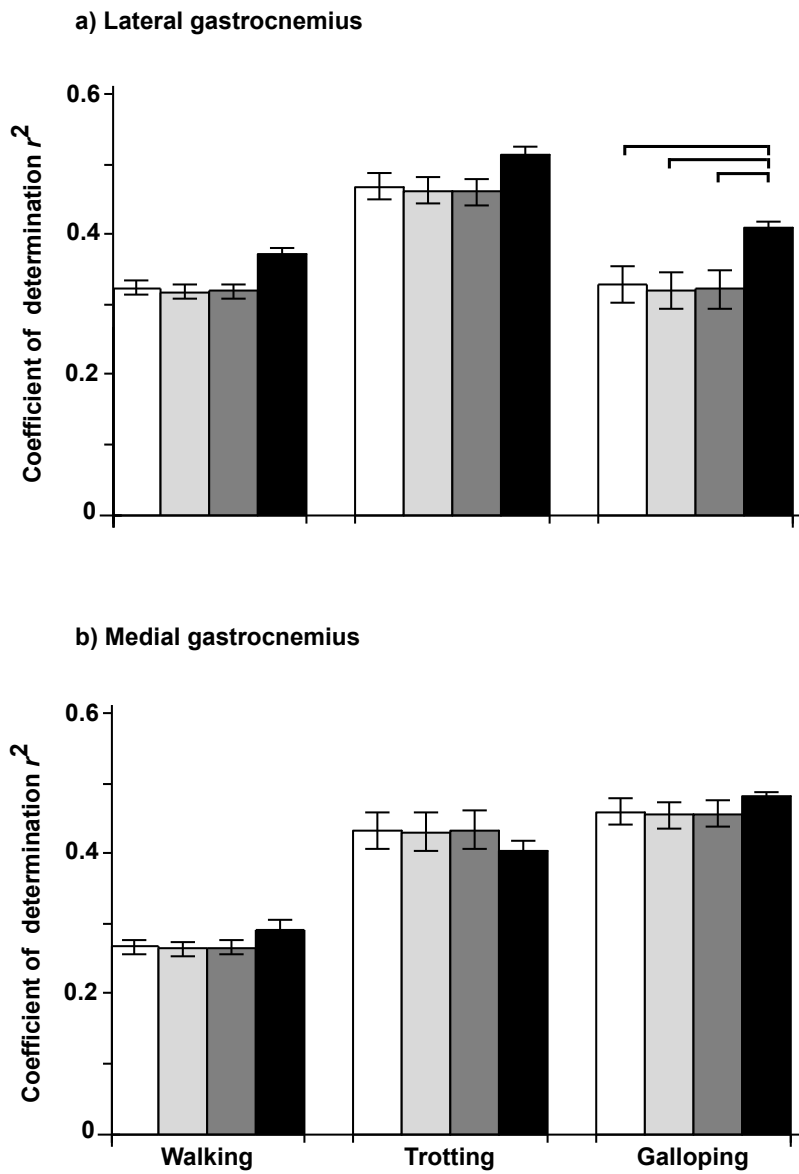 a) Lateral gastrocnemius
0.6
0.4
0.2
0
Coefficient of determination r²
b) Medial gastrocnemius
0.6
0.4
0.2
0
Coefficient of determination r²
Walking Trotting Galloping